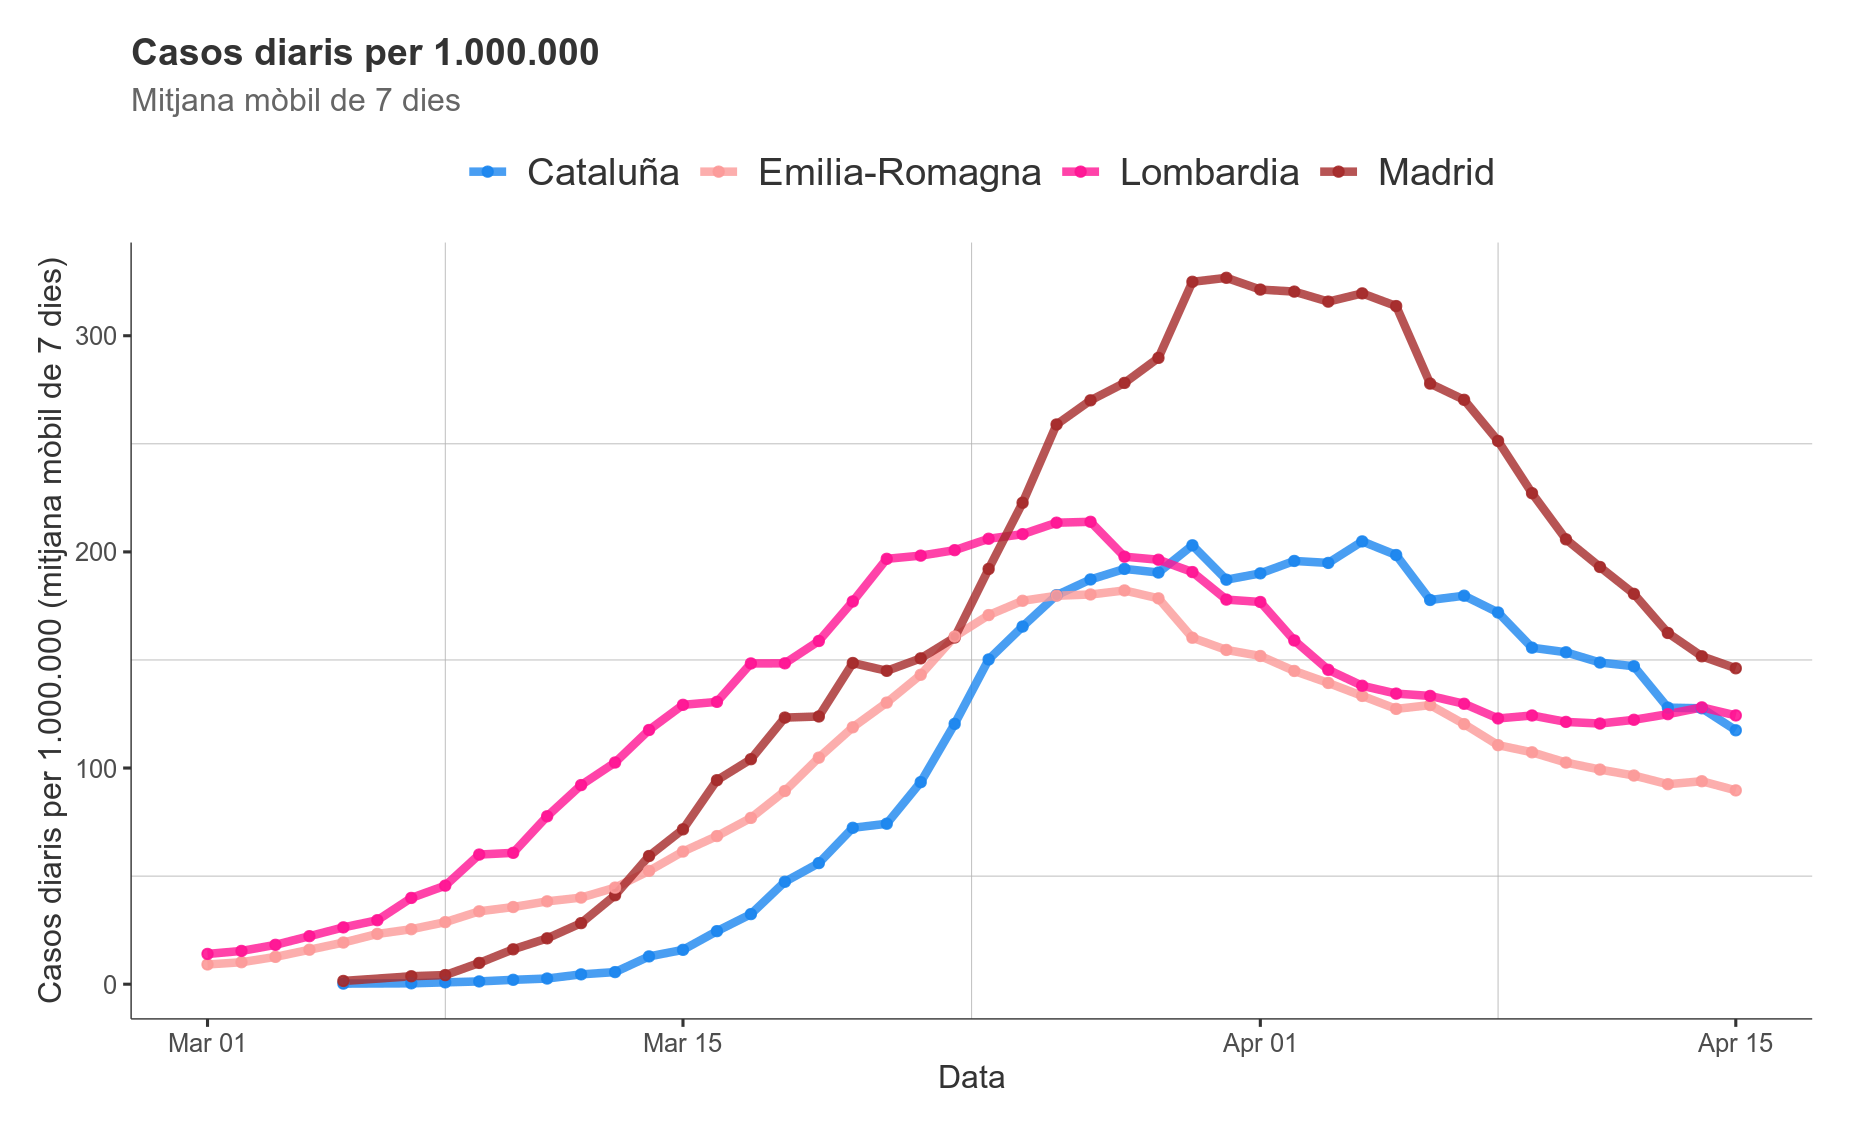 Casos diaris per 1.000.000
Mitjana mòbil de 7 dies
Cataluña Emilia-Romagna Lombardia Madrid
Casos diaris per 1.000.000 (mitjana mòbil de 7 dies)
300
200
100
0
Mar 01 Mar 15 Apr 01 Apr 15
Data